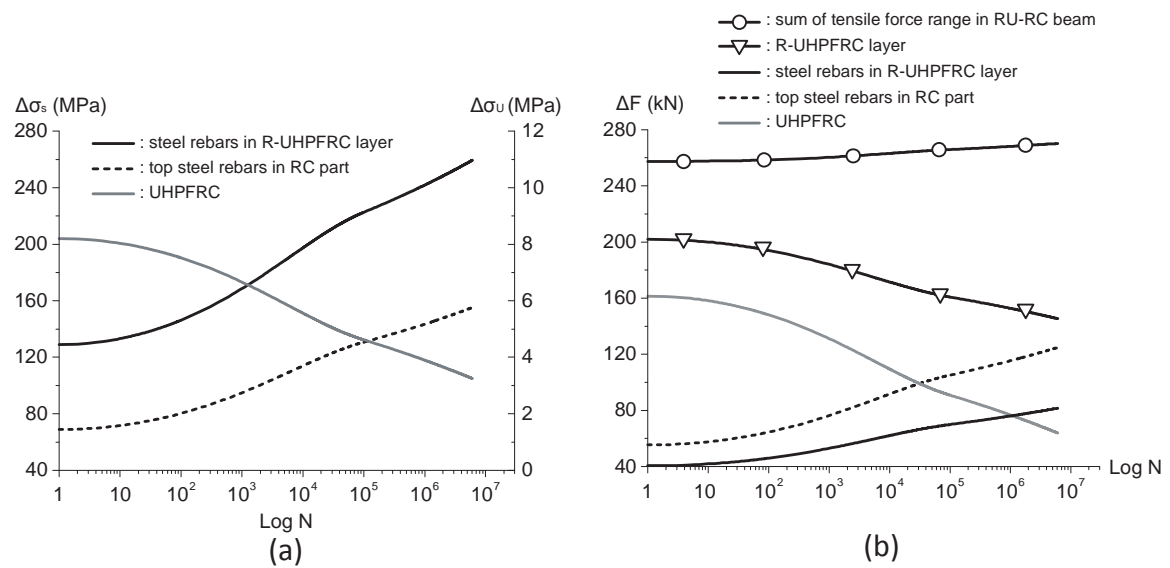 Δσs (MPa)
ΔσU (MPa)
: steel rebars in R-UHPFRC layer
: top steel rebars in RC part
: UHPFRC
280
240
200
160
120
80
40
12
10
8
6
4
2
0
1
10
10²
10³
10⁴
10⁵
10⁶
10⁷
Log N
(a)
: sum of tensile force range in RU-RC beam
: R-UHPFRC layer
: steel rebars in R-UHPFRC layer
: top steel rebars in RC part
: UHPFRC
ΔF (kN)
280
240
200
160
120
80
40
1
10
10²
10³
10⁴
10⁵
10⁶
10⁷
Log N
(b)